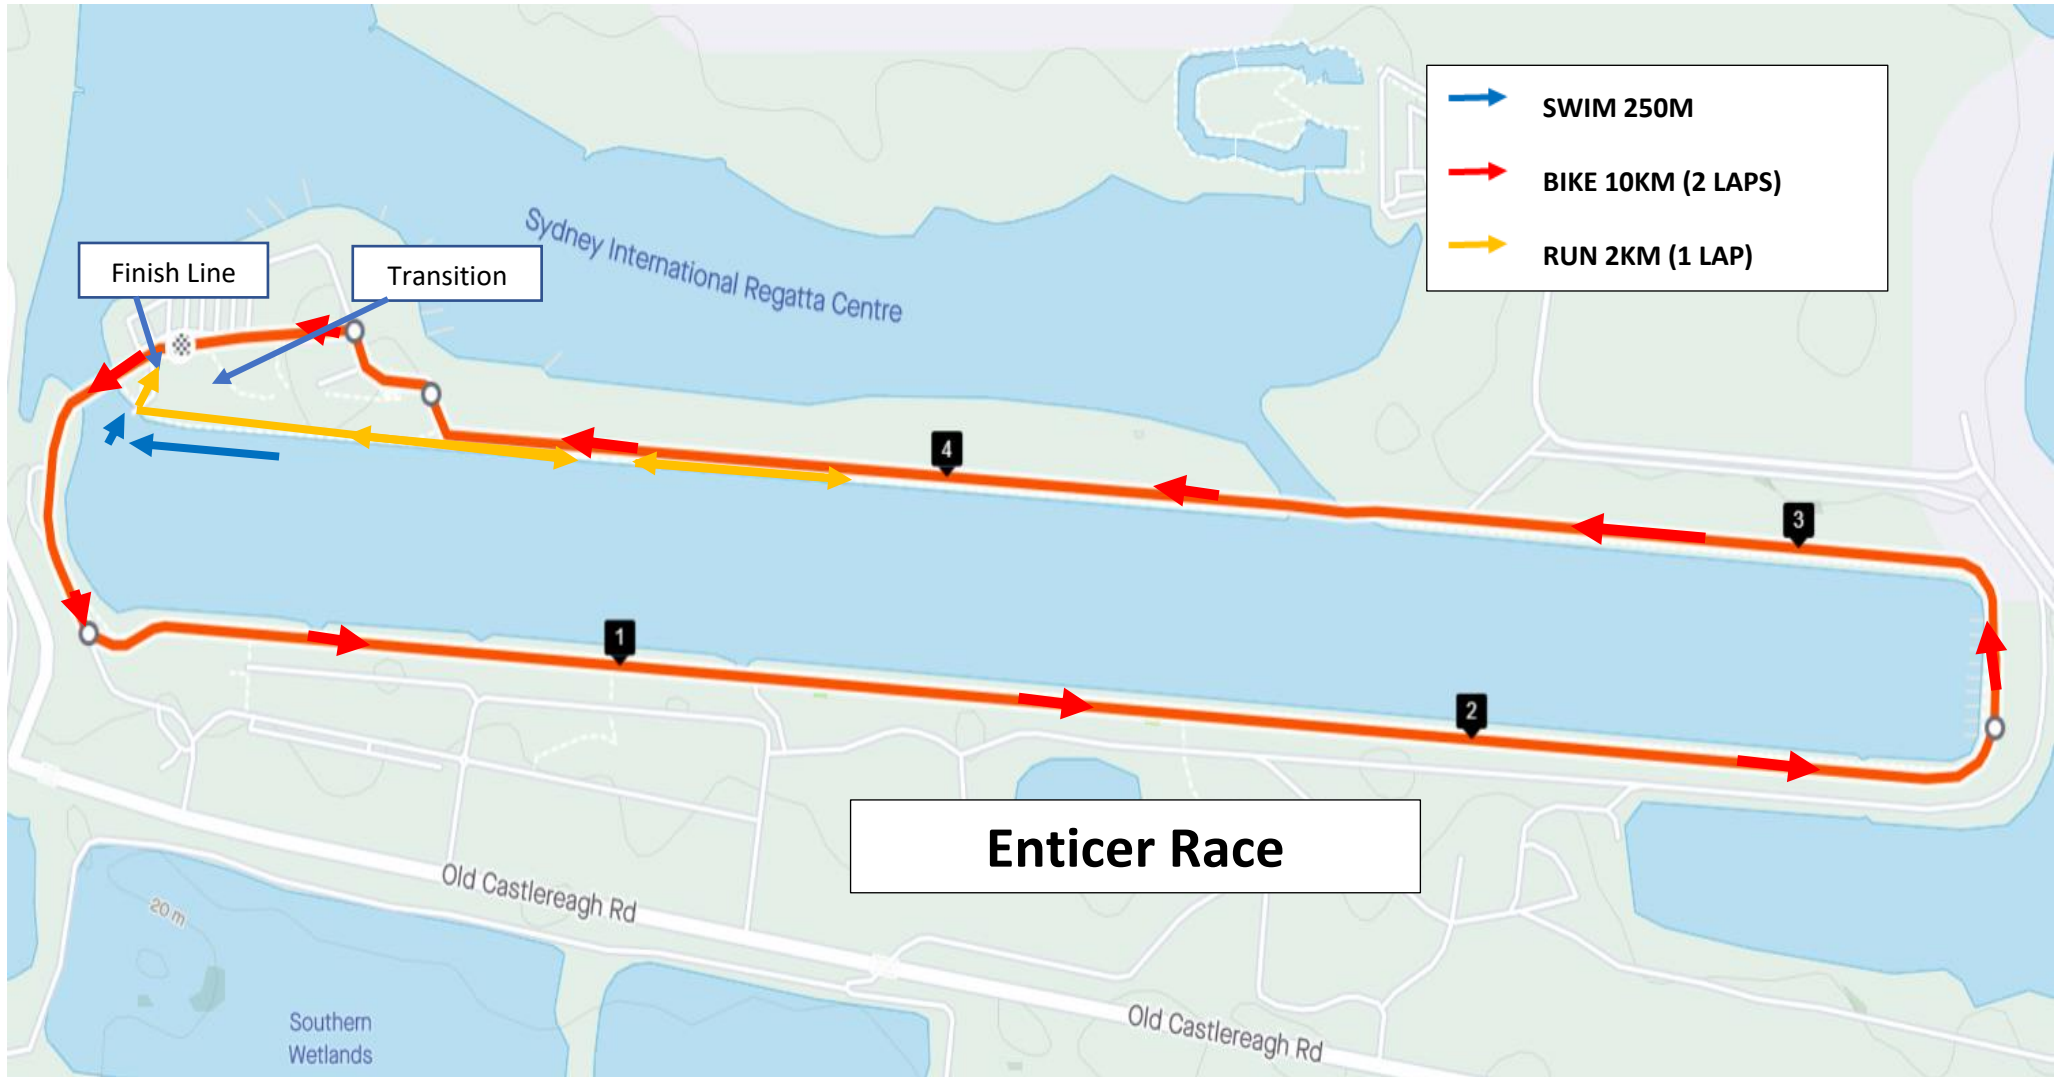 SWIM 250M
BIKE 10KM (2 LAPS)
RUN 2KM (1 LAP)
Sydney International Regatta Centre
Finish Line
Transition
4
3
1
2
Enticer Race
Old Castlereagh Rd
20 m
Southern
Wetlands
Old Castlereagh Rd